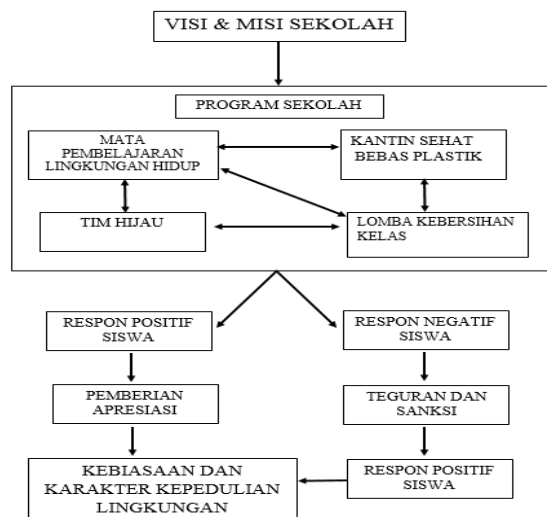 VISI & MISI SEKOLAH
PROGRAM SEKOLAH
MATA
PEMBELAJARAN
LINGKUNGAN HIDUP
KANTIN SEHAT
BEBAS PLASTIK
TIM HIJAU
LOMBA KEBERSIHAN
KELAS
RESPON POSITIF
SISWA
RESPON NEGATIF
SISWA
PEMBERIAN
APRESIASI
TEGURAN DAN
SANKSI
KEBIASAAN DAN
KARAKTER KEPEDULIAN
LINGKUNGAN
RESPON POSITIF
SISWA